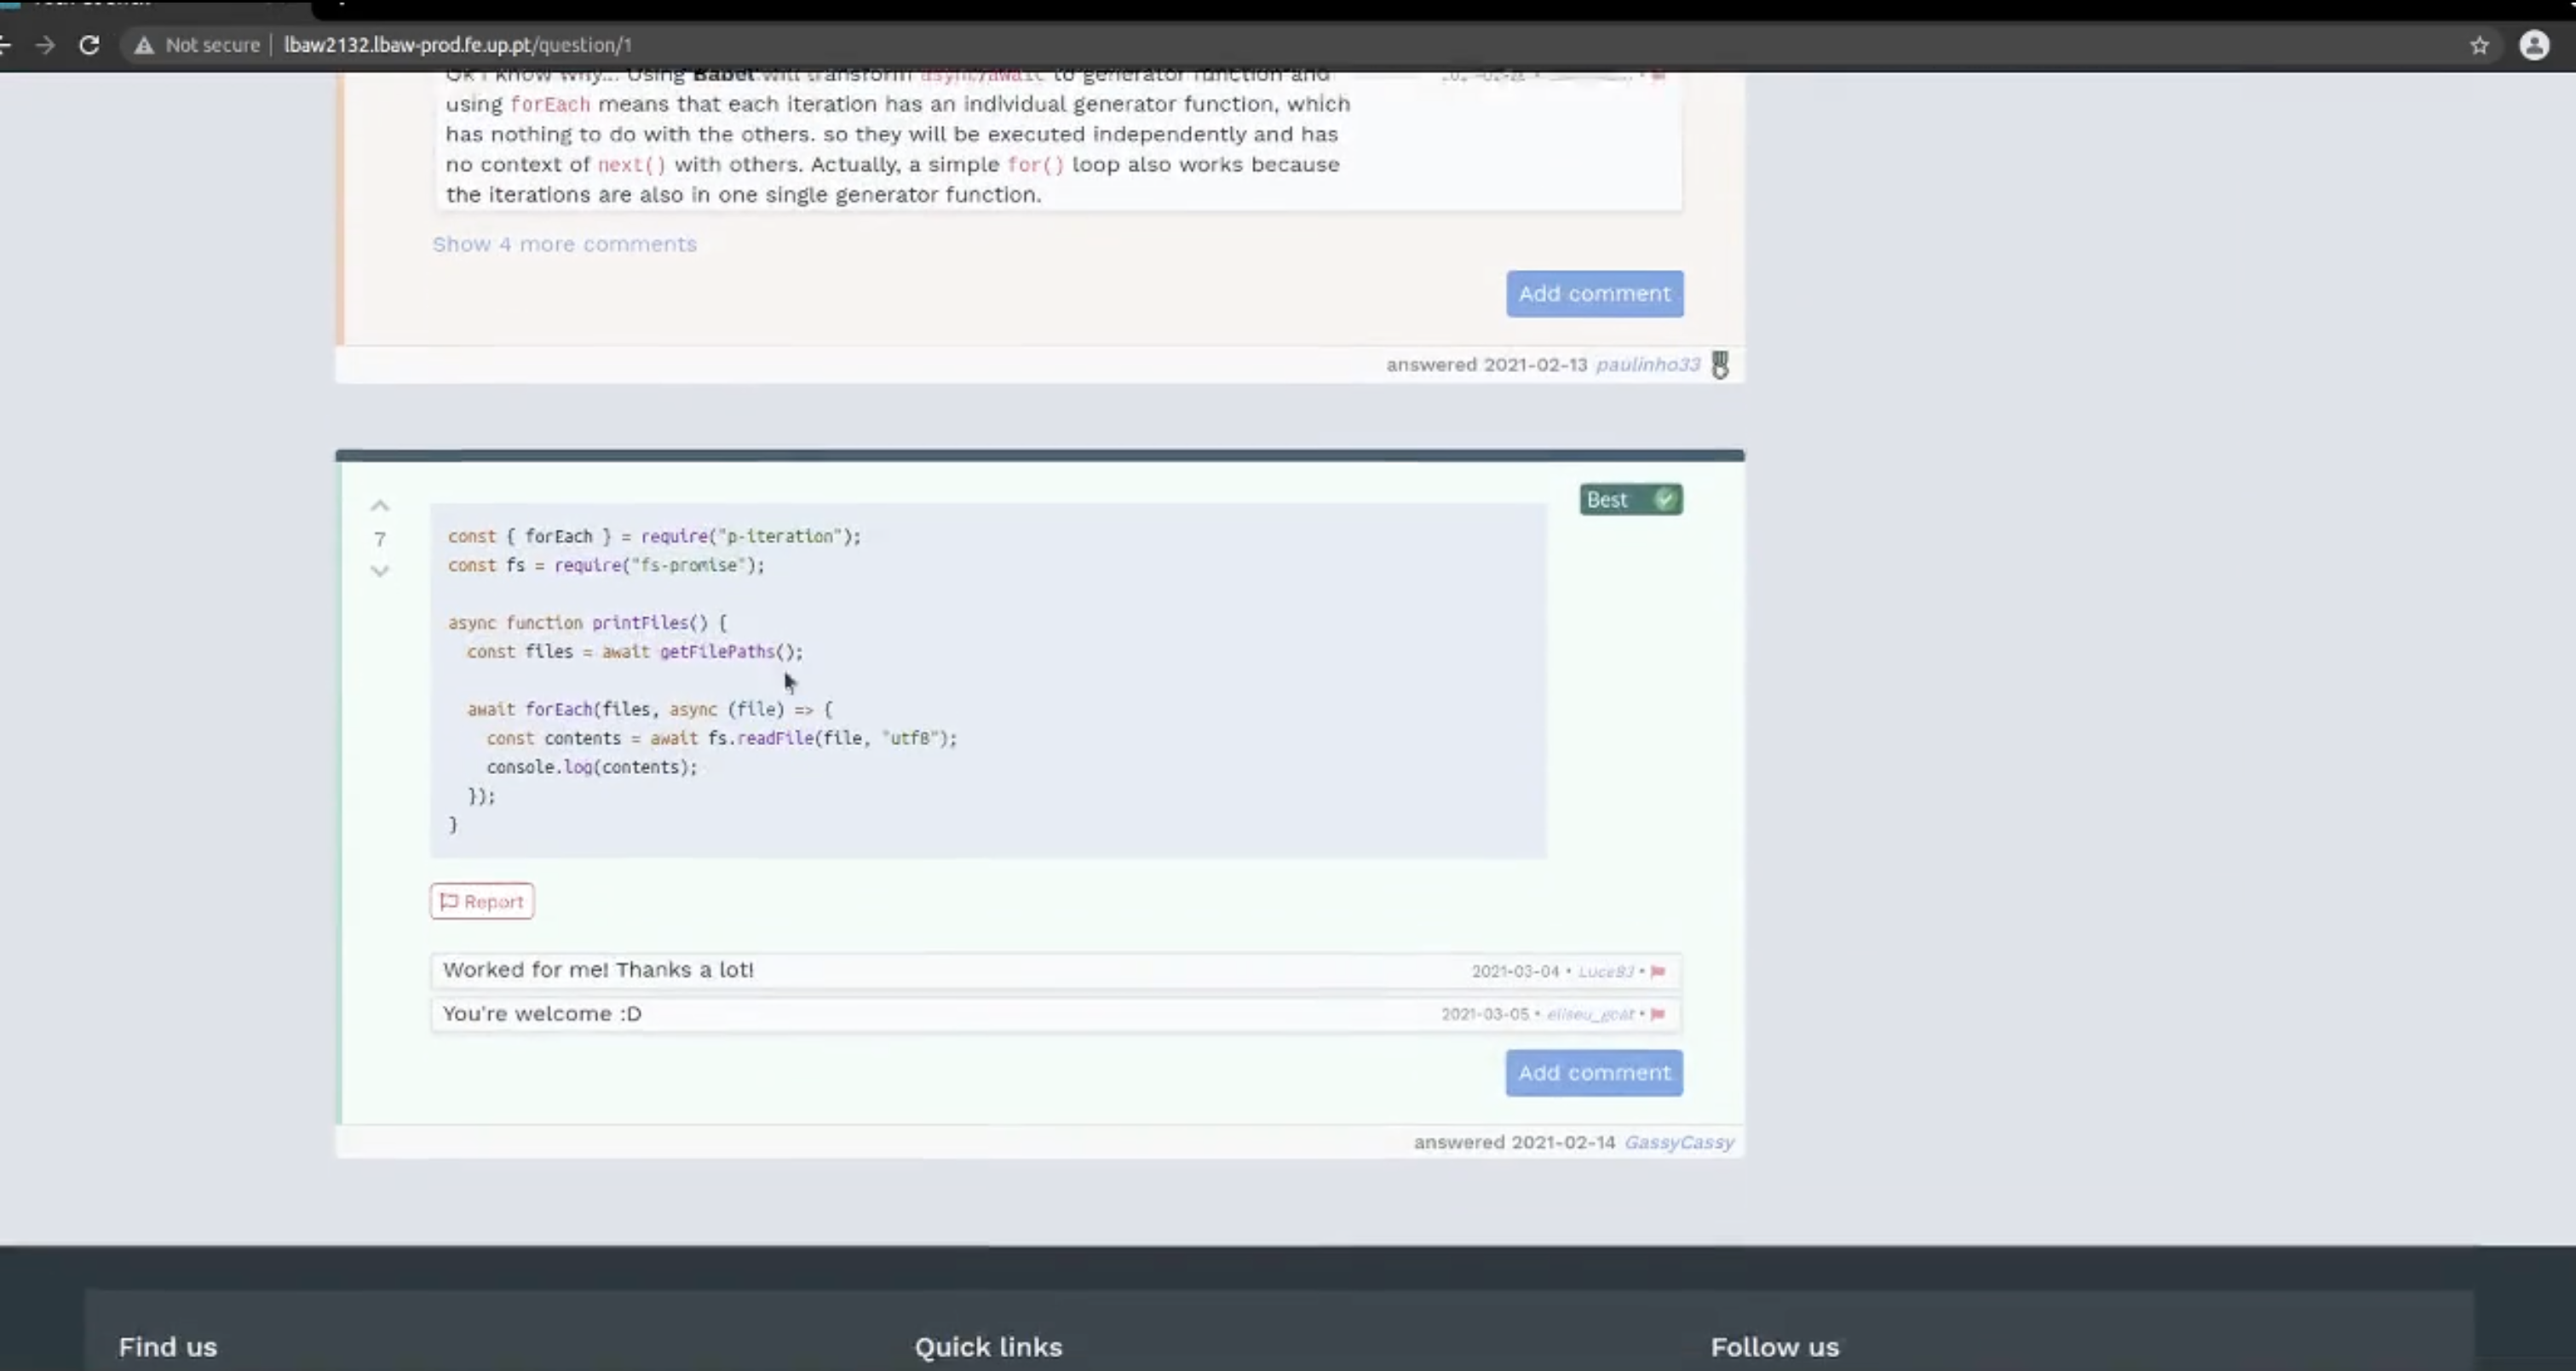 Not secure | lbaw2132.lbaw-prod.fe.up.pt/question/1
Ok I know why... Using Babel will transform async/await to generator function and
using forEach means that each iteration has an individual generator function, which
has nothing to do with the others. so they will be executed independently and has
no context of next() with others. Actually, a simple for() loop also works because
the iterations are also in one single generator function.
Show 4 more comments
Add comment
answered 2021-02-13 paulinho33
Best
7
const { forEach } = require("p-iteration");
const fs = require("fs-promise");
async function printFiles() {
const files = await getFilePaths();
await forEach(files, async (file) => {
const contents = await fs.readFile(file, "utf8");
console.log(contents);
});
}
Report
Worked for me! Thanks a lot! 2021-03-04 •
You're welcome :D 2021-03-05 • eliseu_goat •
Add comment
answered 2021-02-14 GassyCassy
Find us
Quick links
Follow us